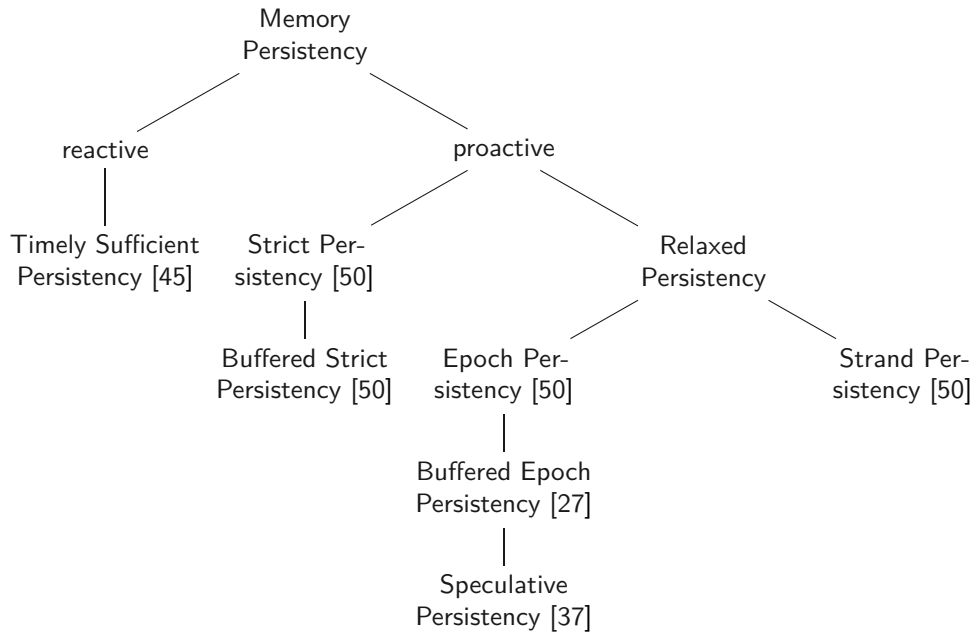 Memory
Persistency
reactive
proactive
Timely Sufficient
Persistency [45]
Strict Per-
sistency [50]
Relaxed
Persistency
Buffered Strict
Persistency [50]
Epoch Per-
sistency [50]
Strand Per-
sistency [50]
Buffered Epoch
Persistency [27]
Speculative
Persistency [37]